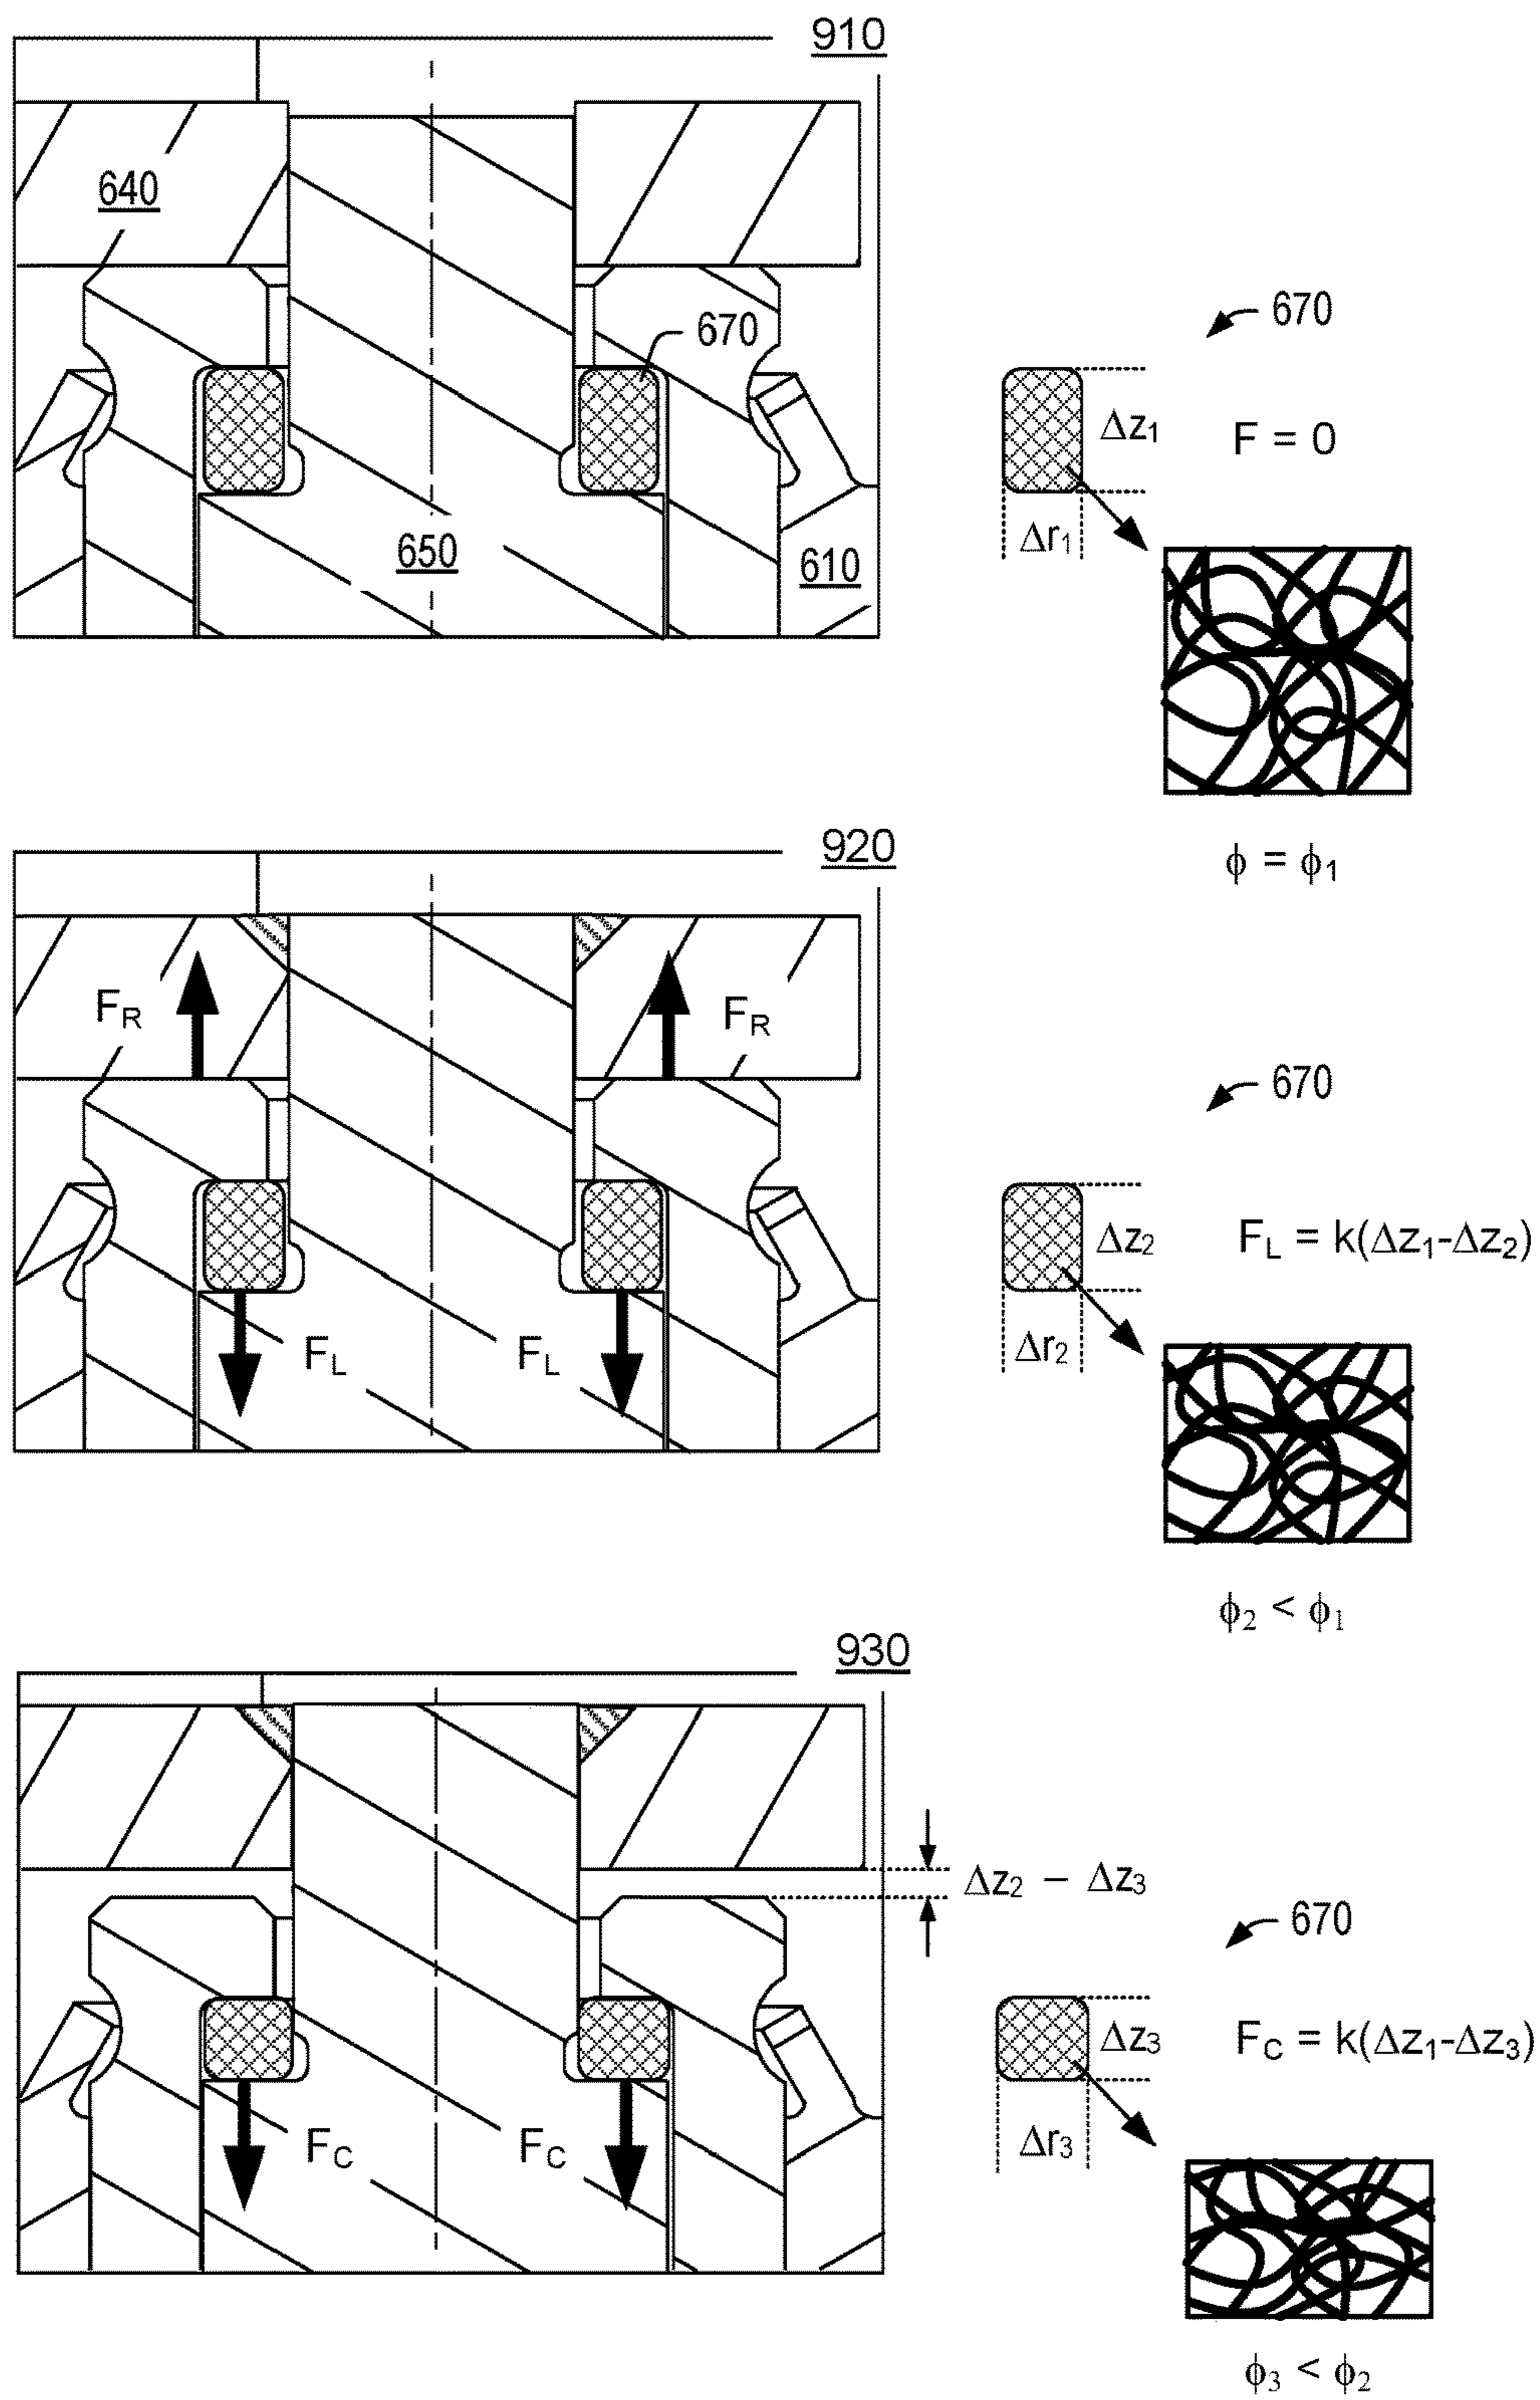 910
640
670
670
Δz1
F = 0
Δr1
650
610
ϕ = ϕ1
920
FR
FR
670
Δz2
FL = k(Δz1-Δz2)
FL
FL
Δr2
ϕ2 < ϕ1
930
Δz2 – Δz3
670
Δz3
FC = k(Δz1-Δz3)
FC
FC
Δr3
ϕ3 < ϕ2